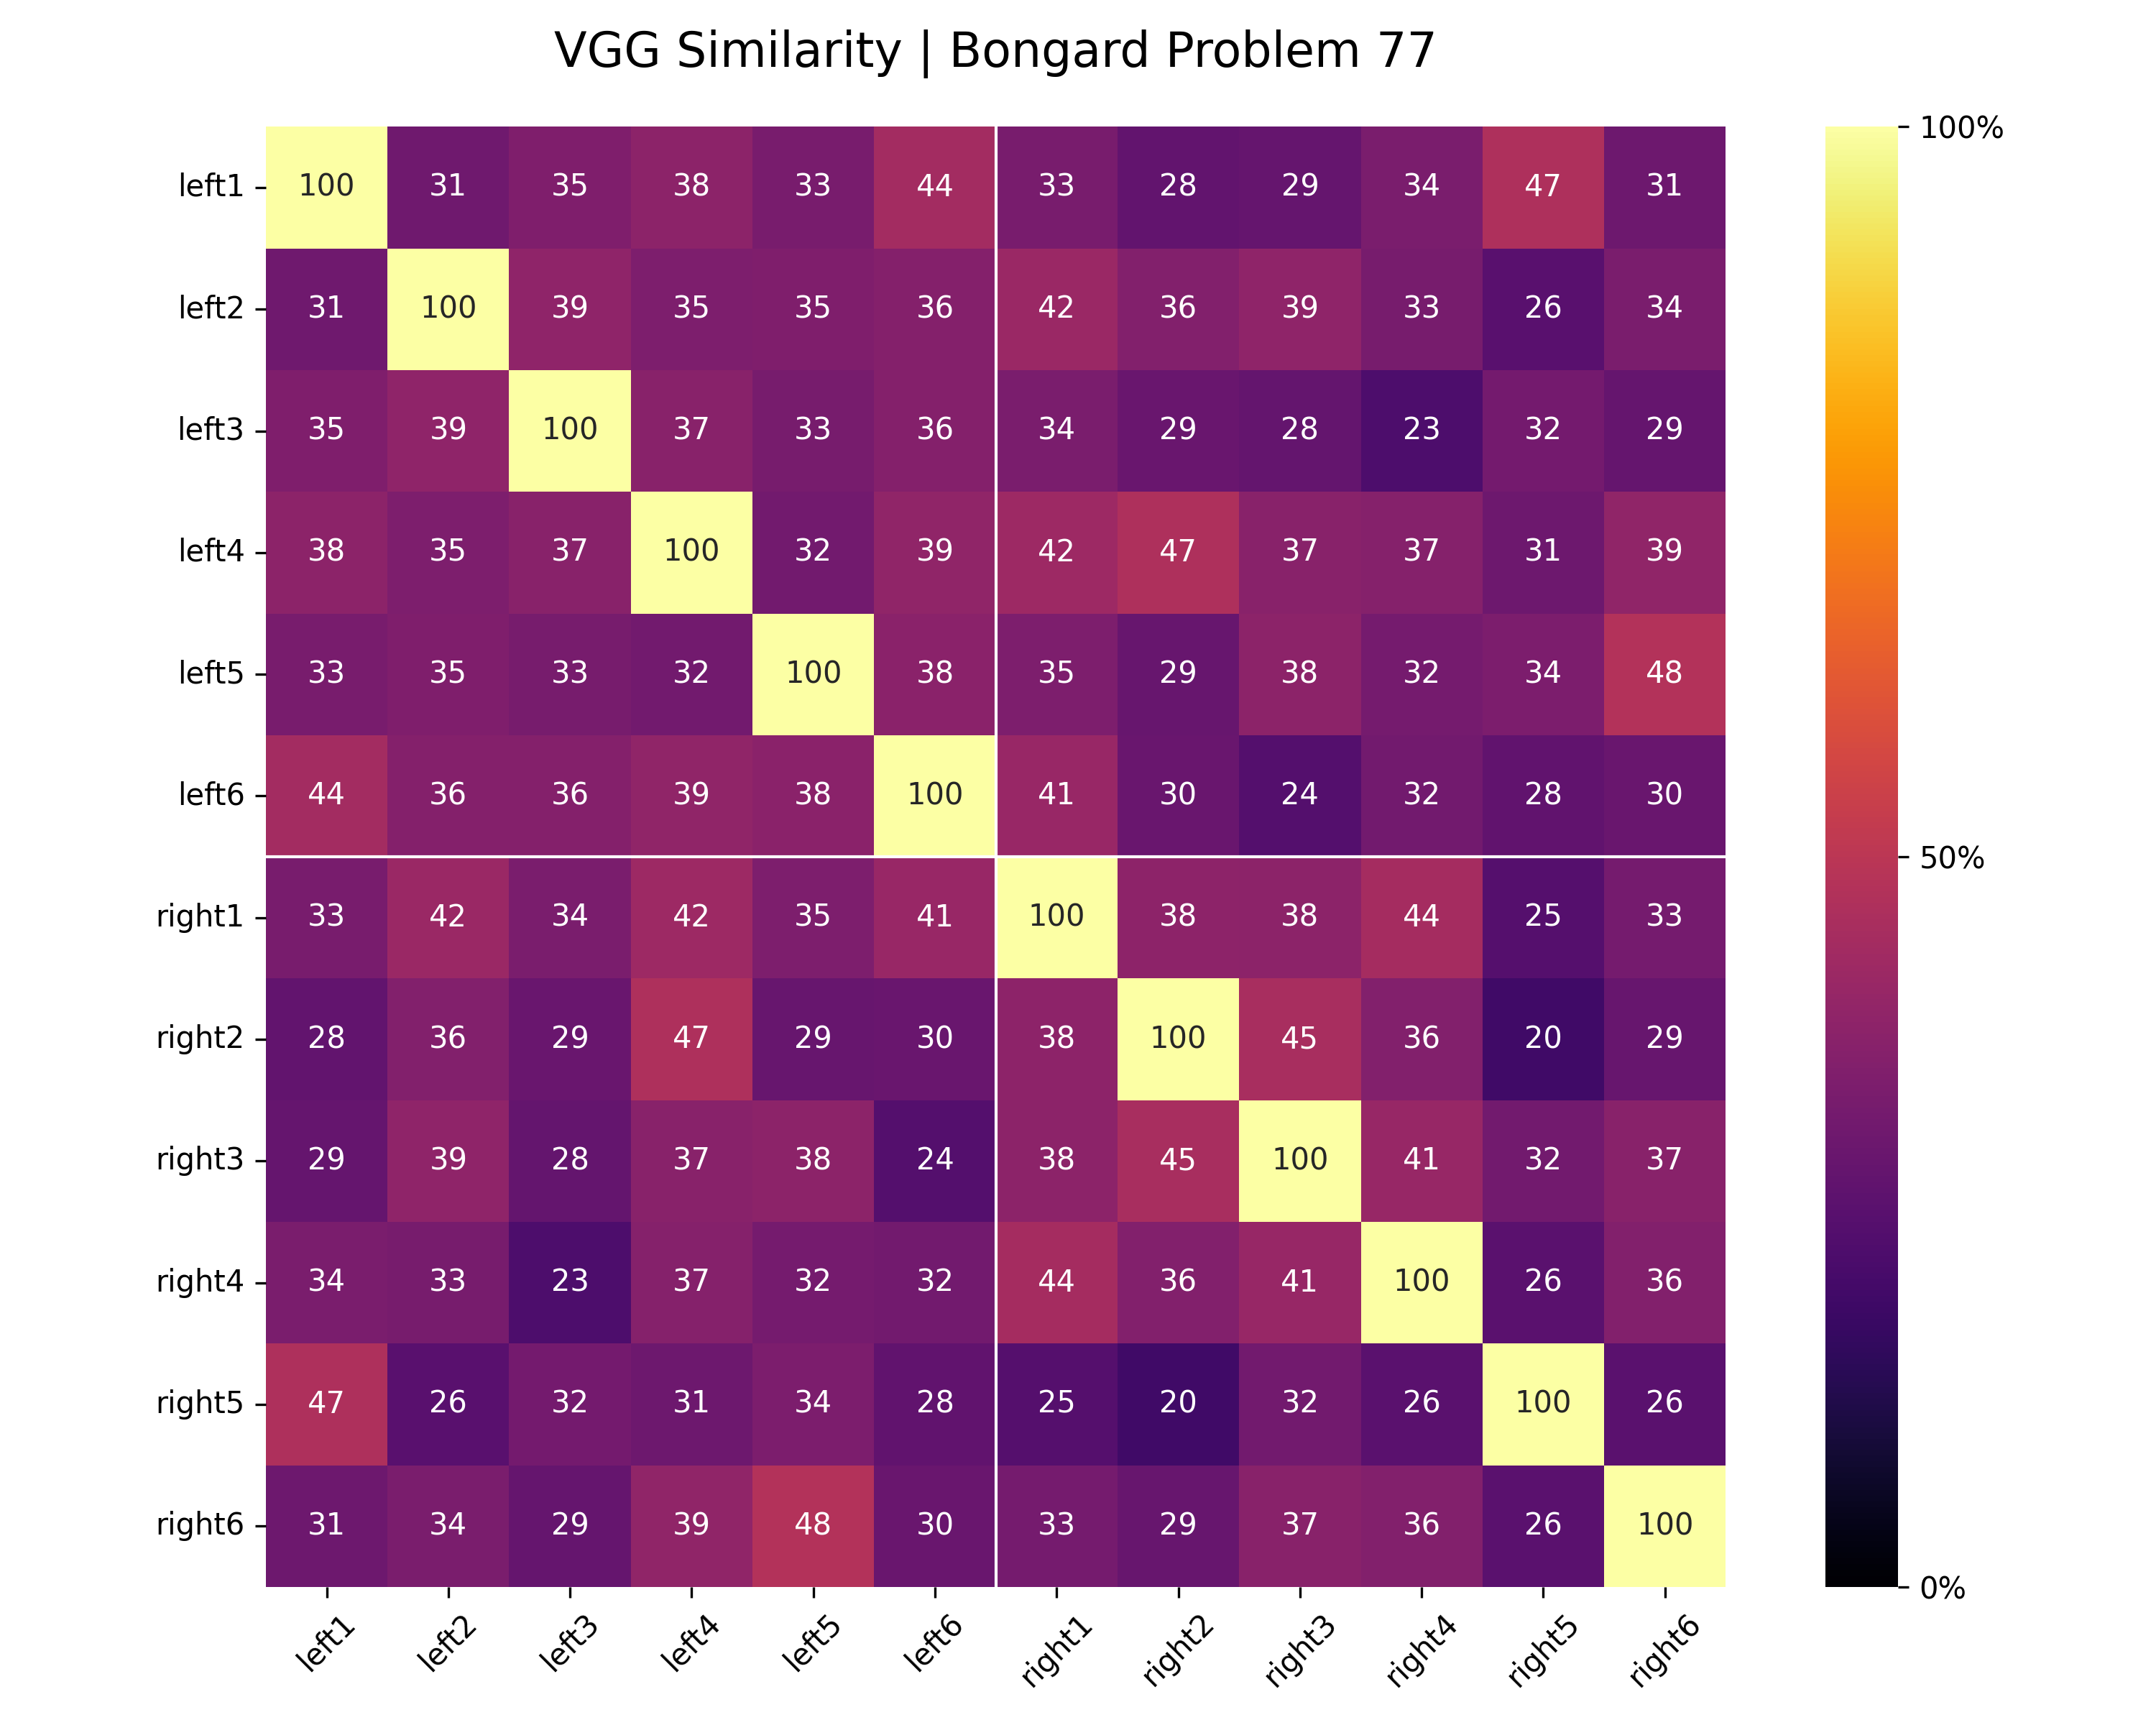 VGG Similarity | Bongard Problem 77
left1 100 31 35 38 33 44 33 28 29 34 47 31
left2 31 100 39 35 35 36 42 36 39 33 26 34
left3 35 39 100 37 33 36 34 29 28 23 32 29
left4 38 35 37 100 32 39 42 47 37 37 31 39
left5 33 35 33 32 100 38 35 29 38 32 34 48
left6 44 36 36 39 38 100 41 30 24 32 28 30
right1 33 42 34 42 35 41 100 38 38 44 25 33
right2 28 36 29 47 29 30 38 100 45 36 20 29
right3 29 39 28 37 38 24 38 45 100 41 32 37
right4 34 33 23 37 32 32 44 36 41 100 26 36
right5 47 26 32 31 34 28 25 20 32 26 100 26
right6 31 34 29 39 48 30 33 29 37 36 26 100
left1 left2 left3 left4 left5 left6 right1 right2 right3 right4 right5 right6
100%
50%
0%